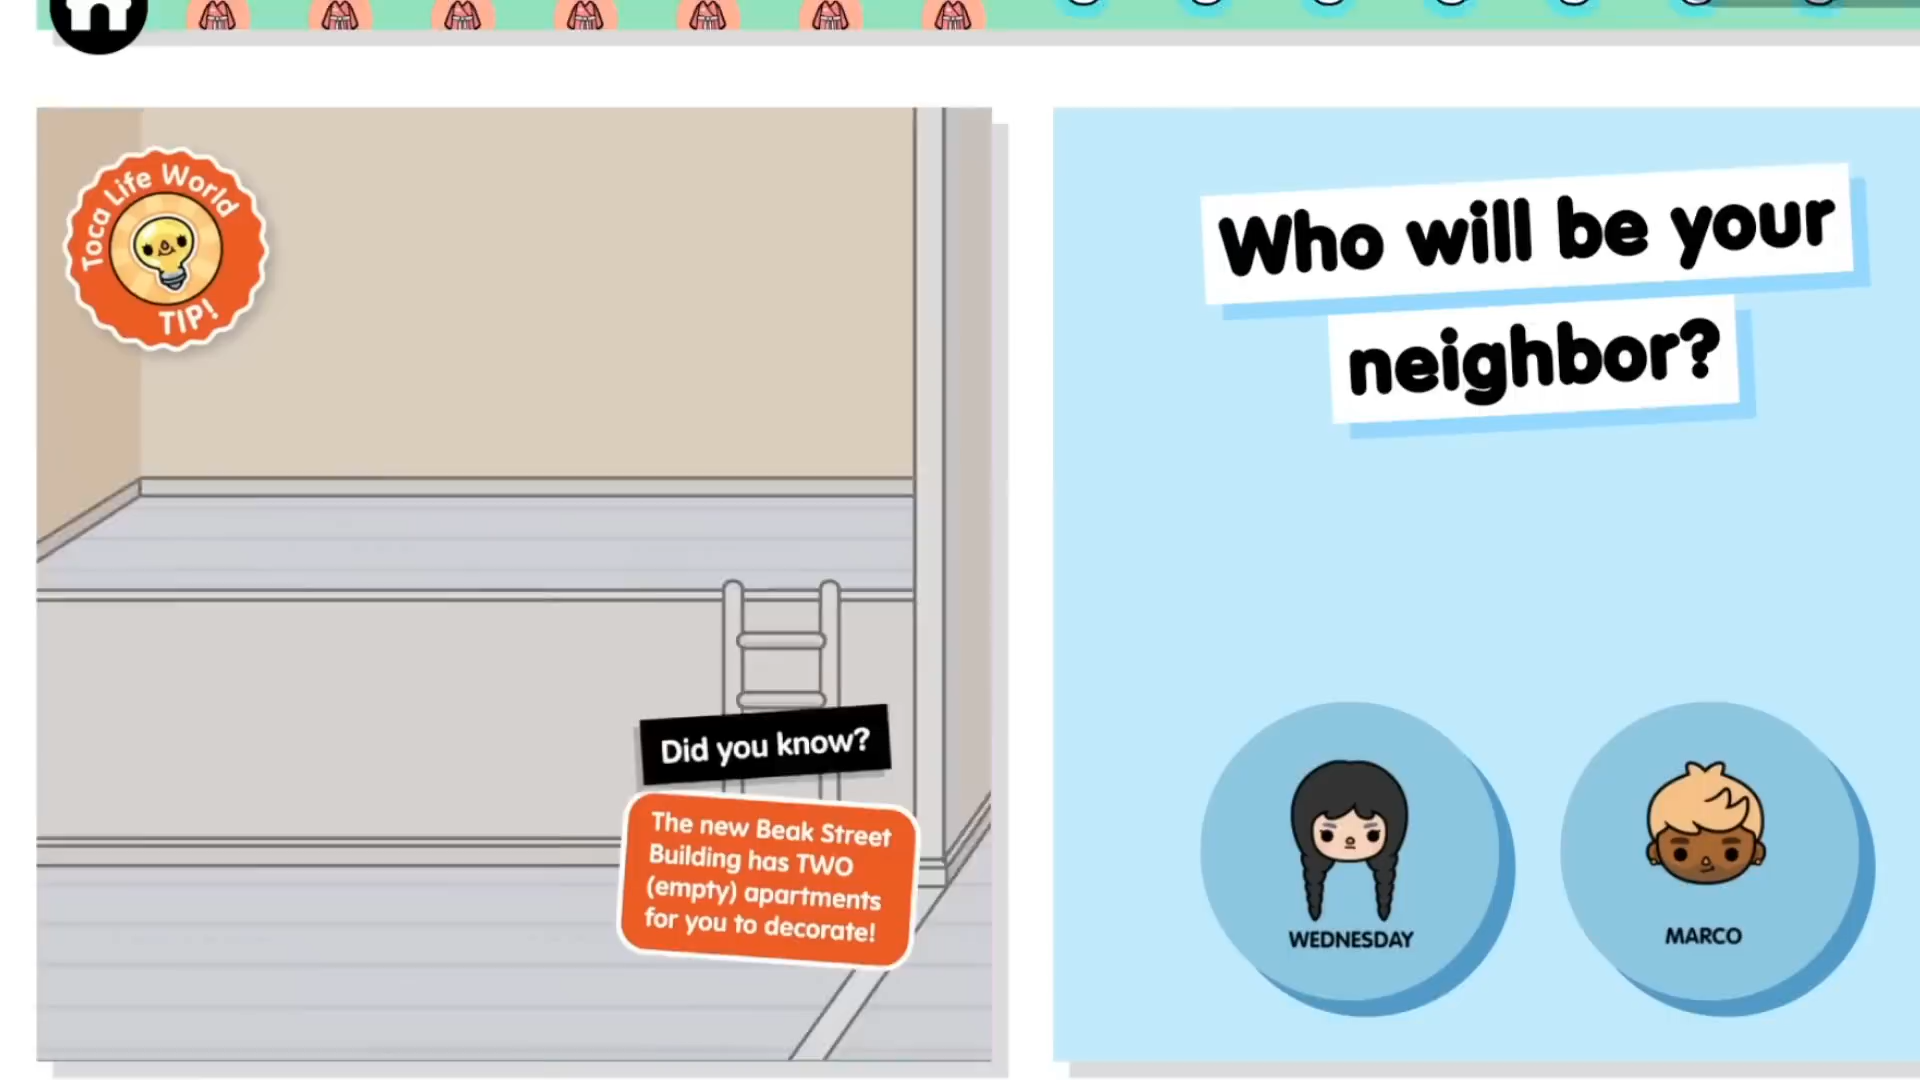 Toca Life World
TIP!
Did you know?
The new Beak Street
Building has TWO
(empty) apartments
for you to decorate!
Who will be your
neighbor?
WEDNESDAY
MARCO